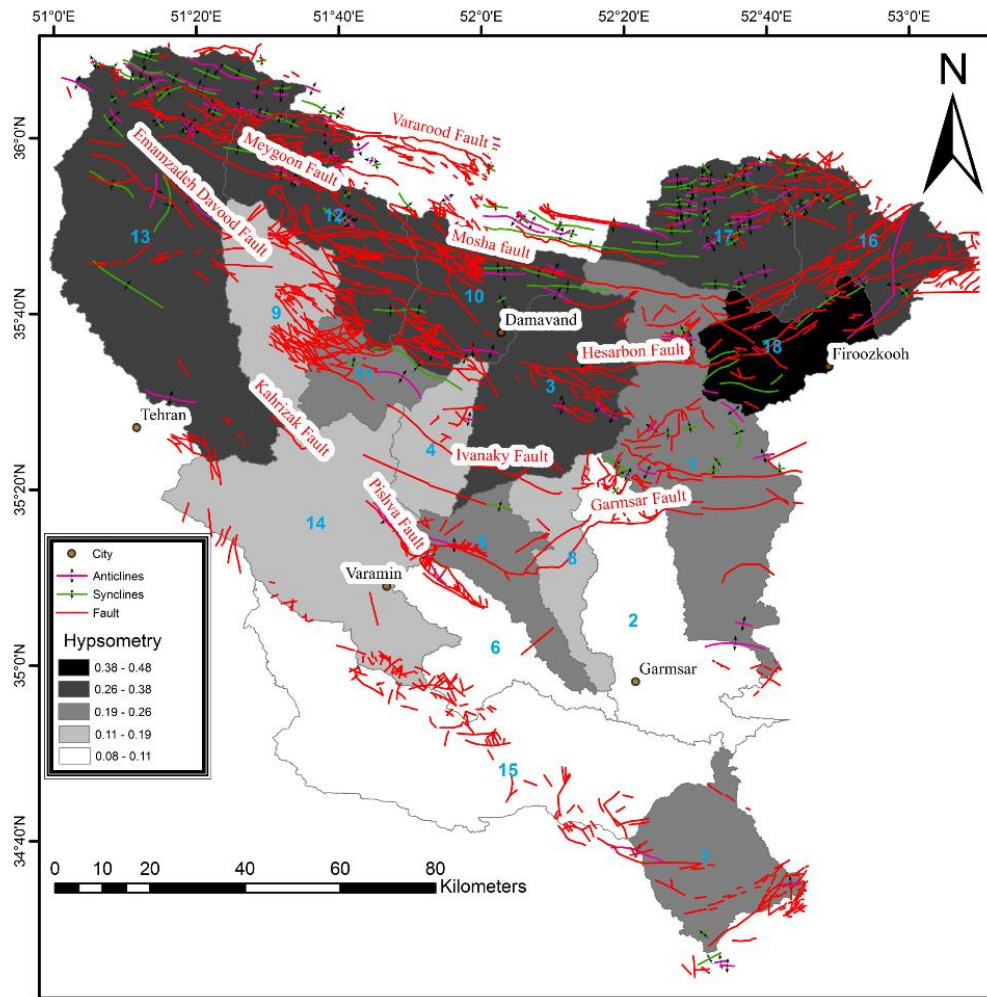 51°0'E 51°20'E 51°40'E 52°0'E 52°20'E 52°40'E 53°0'E
N
36°0'N
35°40'N
35°20'N
35°0'N
34°40'N
Vararood Fault
Meygoon Fault
Emamzadeh Davood Fault
Mosha fault
12
17
16
13
10
9
Damavand
18
Hesarbon Fault
Firoozkooh
11
3
Kahrizak Fault
Tehran
4
Ivanaky Fault
1
Garmsar Fault
Pishva Fault
14
5
8
Varamin
2
6
Garmsar
15
7
City
Anticlines
Synclines
Fault
Hypsometry
0.38 - 0.48
0.26 - 0.38
0.19 - 0.26
0.11 - 0.19
0.08 - 0.11
0 10 20 40 60 80
Kilometers